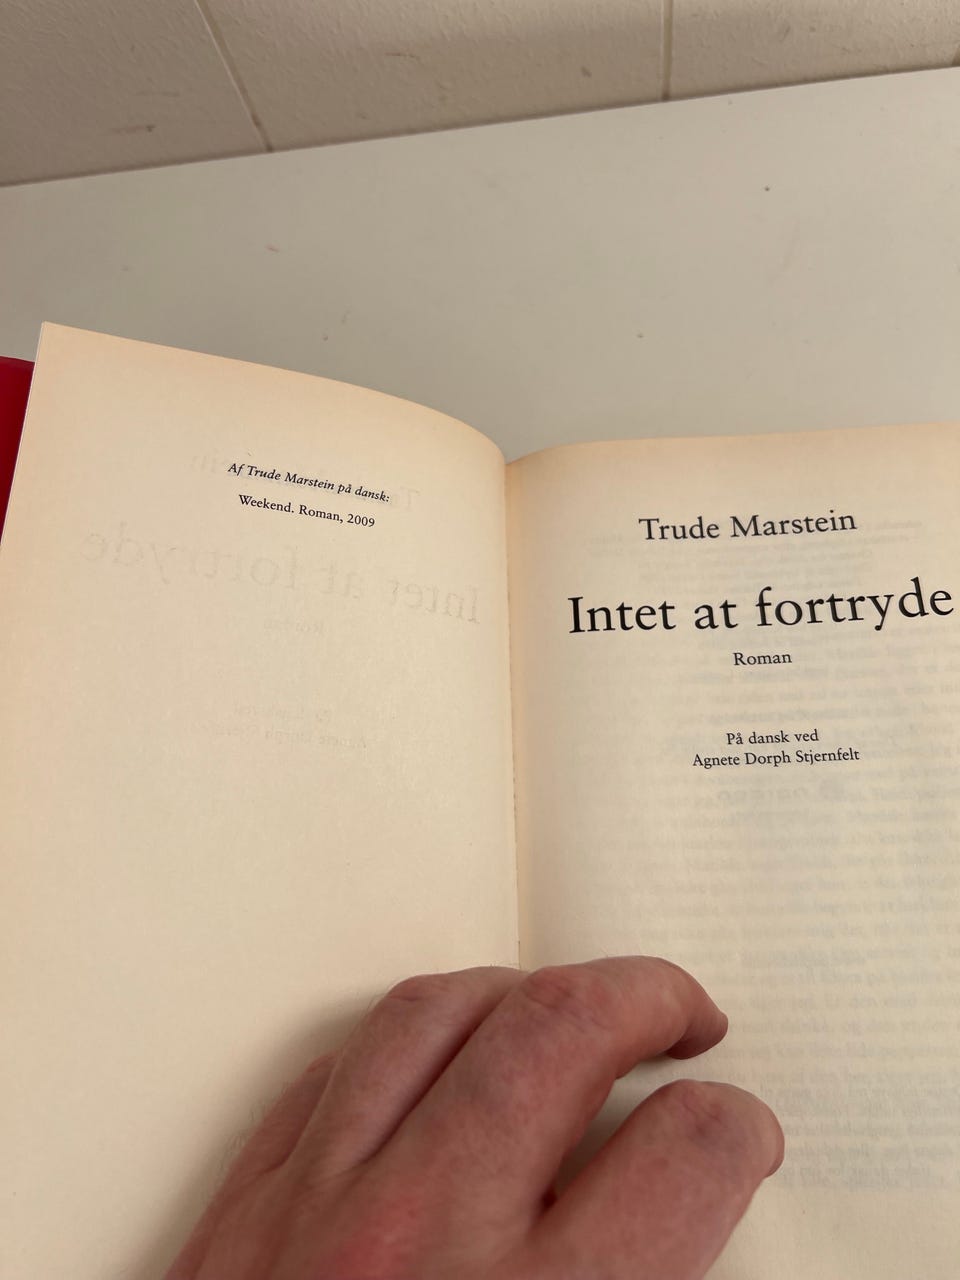 Af Trude Marstein på dansk:
Weekend. Roman, 2009
Trude Marstein
Intet at fortryde
Roman
På dansk ved
Agnete Dorph Stjernfelt